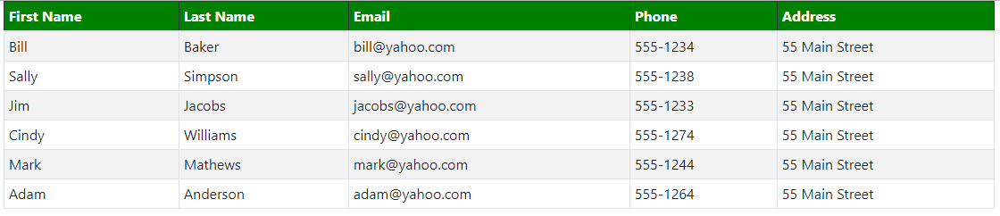 First Name Last Name Email Phone Address
Bill Baker bill@yahoo.com 555-1234 55 Main Street
Sally Simpson sally@yahoo.com 555-1238 55 Main Street
Jim Jacobs jacobs@yahoo.com 555-1233 55 Main Street
Cindy Williams cindy@yahoo.com 555-1274 55 Main Street
Mark Mathews mark@yahoo.com 555-1244 55 Main Street
Adam Anderson adam@yahoo.com 555-1264 55 Main Street